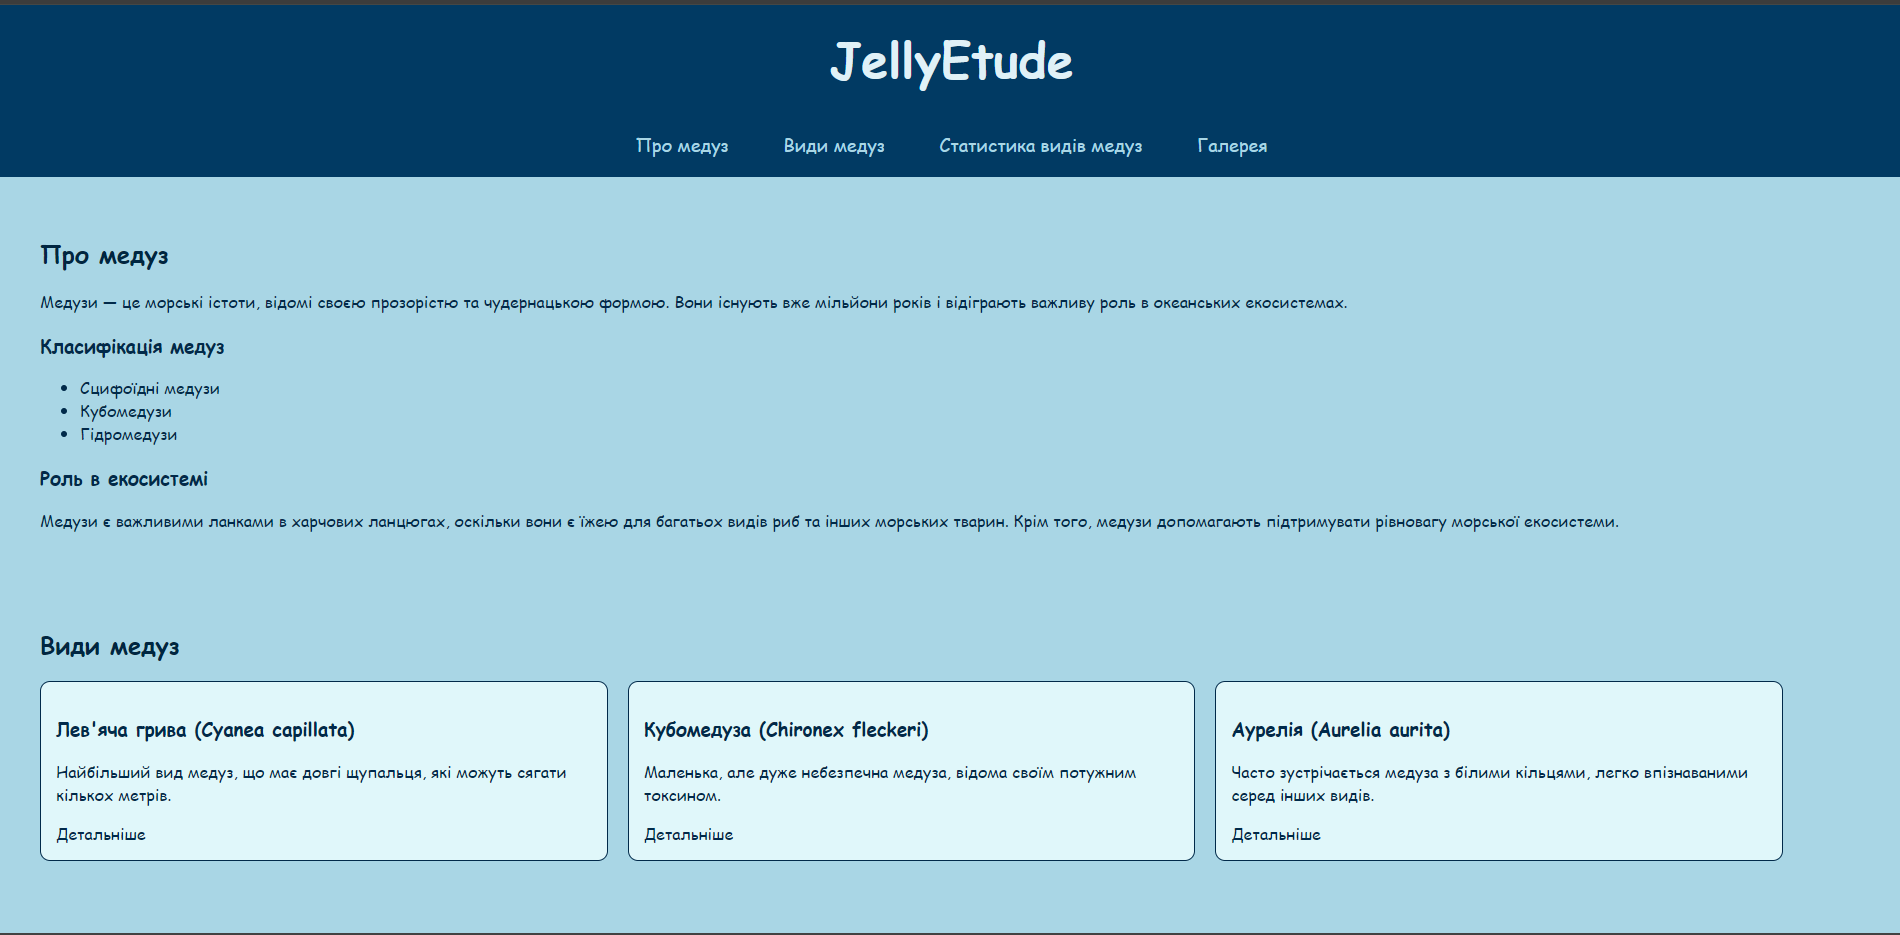 JellyEtude
Про медуз Види медуз Статистика видів медуз Галерея
Про медуз
Медузи — це морські істоти, відомі своєю прозорістю та чудернацькою формою. Вони існують вже мільйони років і відіграють важливу роль в океанських екосистемах.
Класифікація медуз
• Сцифоїдні медузи
• Кубомедузи
• Гідромедузи
Роль в екосистемі
Медузи є важливими ланками в харчових ланцюгах, оскільки вони є їжею для багатьох видів риб та інших морських тварин. Крім того, медузи допомагають підтримувати рівновагу морської екосистеми.
Види медуз
Лев'яча грива (Cyanea capillata)
Найбільший вид медуз, що має довгі щупальця, які можуть сягати
кількох метрів.
Детальніше
Кубомедуза (Chironex fleckeri)
Маленька, але дуже небезпечна медуза, відома своїм потужним
токсином.
Детальніше
Аурелія (Aurelia aurita)
Часто зустрічається медуза з білими кільцями, легко впізнаваними
серед інших видів.
Детальніше